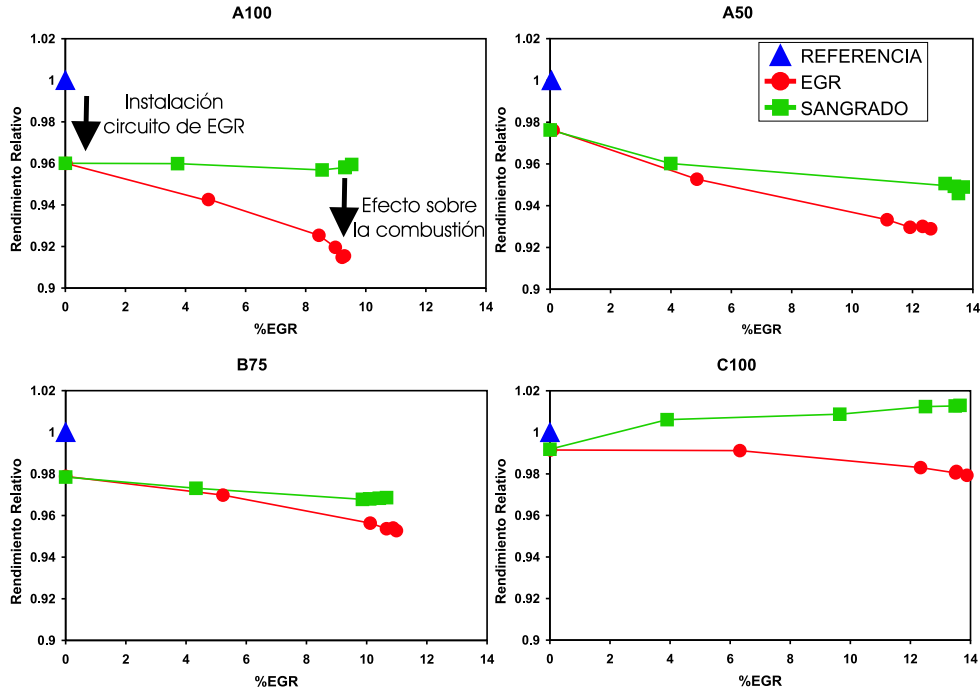 A100
1.02
1
0.98
0.96
0.94
0.92
0.9
Rendimiento Relativo
Instalación
circuito de EGR
Efecto sobre
la combustión
0 2 4 6 8 10 12 14
%EGR
A50
1.02
1
0.98
0.96
0.94
0.92
0.9
Rendimiento Relativo
REFERENCIA
EGR
SANGRADO
0 2 4 6 8 10 12 14
%EGR
B75
1.02
1
0.98
0.96
0.94
0.92
0.9
Rendimiento Relativo
0 2 4 6 8 10 12 14
%EGR
C100
1.02
1
0.98
0.96
0.94
0.92
0.9
Rendimiento Relativo
0 2 4 6 8 10 12 14
%EGR